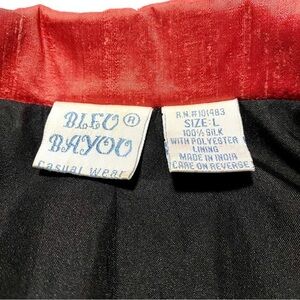 BLEU ®
BAYOU
casual wear
R.N.#101483
SIZE:L
100% SILK
WITH POLYESTER
LINING
MADE IN INDIA
CARE ON REVERSE